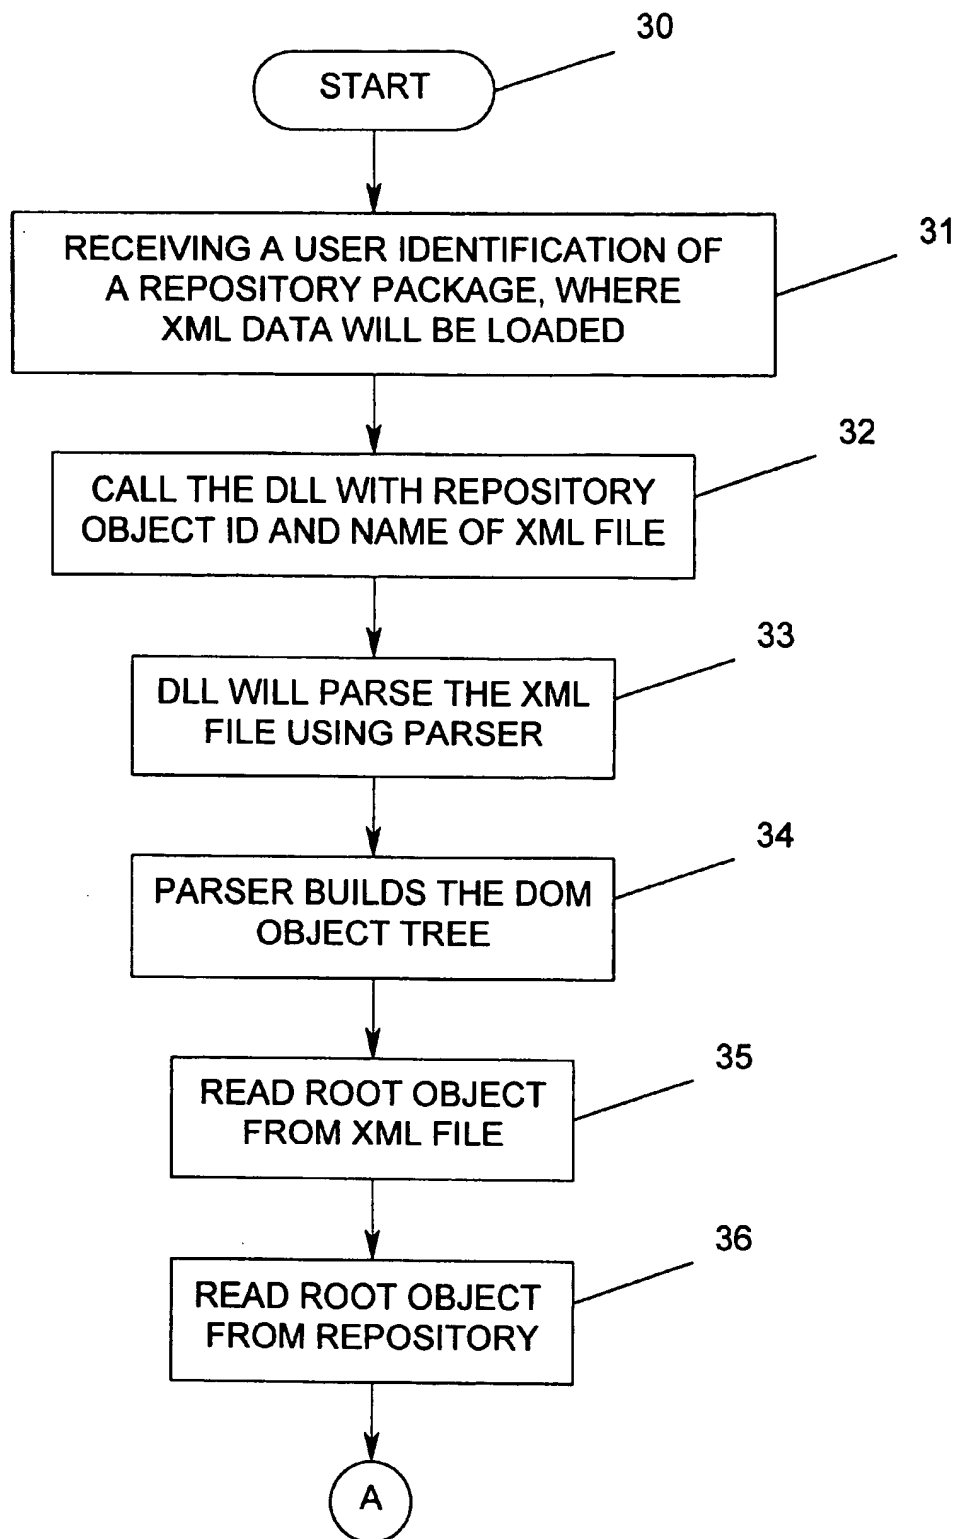 30
START
31
RECEIVING A USER IDENTIFICATION OF
A REPOSITORY PACKAGE, WHERE
XML DATA WILL BE LOADED
32
CALL THE DLL WITH REPOSITORY
OBJECT ID AND NAME OF XML FILE
33
DLL WILL PARSE THE XML
FILE USING PARSER
34
PARSER BUILDS THE DOM
OBJECT TREE
35
READ ROOT OBJECT
FROM XML FILE
36
READ ROOT OBJECT
FROM REPOSITORY
A